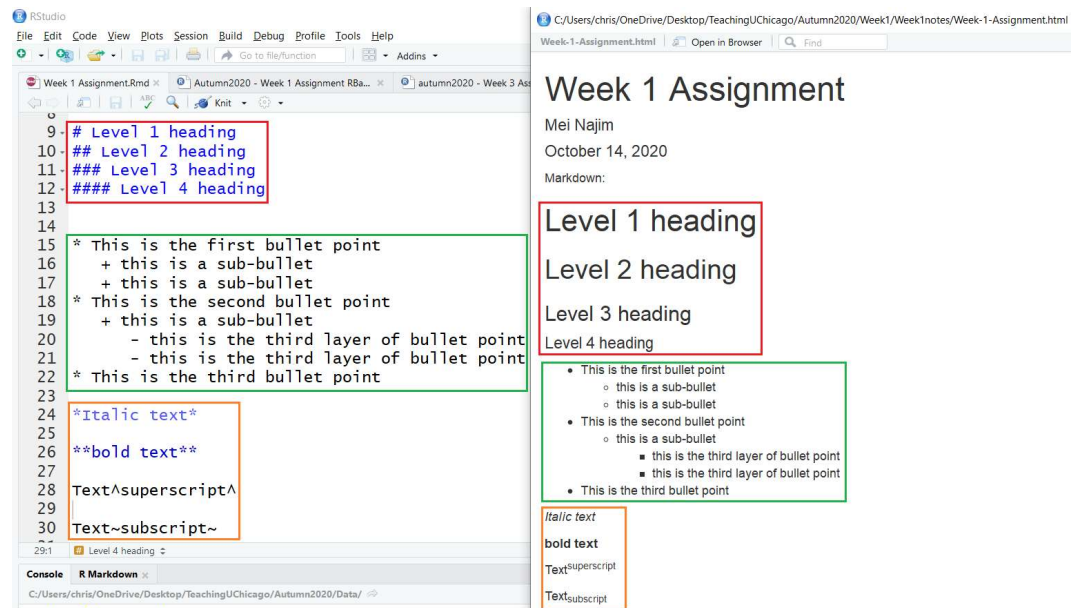 RStudio
File Edit Code View Plots Session Build Debug Profile Tools Help
Go to file/function Addins
Week 1 Assignment.Rmd × Autumn2020 - Week 1 Assignment RBa... × autumn2020 - Week 3 Ass
ABC Knit
8
9 # Level 1 heading
10 ## Level 2 heading
11 ### Level 3 heading
12 #### Level 4 heading
13
14
15 * This is the first bullet point
16 + this is a sub-bullet
17 + this is a sub-bullet
18 * This is the second bullet point
19 + this is a sub-bullet
20 - this is the third layer of bullet point
21 - this is the third layer of bullet point
22 * This is the third bullet point
23
24 *Italic text*
25
26 **bold text**
27
28 Text^superscript^
29
30 Text~subscript~
29:1 # Level 4 heading
Console R Markdown ×
C:/Users/chris/OneDrive/Desktop/TeachingUChicago/Autumn2020/Data/
C:/Users/chris/OneDrive/Desktop/TeachingUChicago/Autumn2020/Week1/Week1notes/Week-1-Assignment.html
Week-1-Assignment.html Open in Browser Find
Week 1 Assignment
Mei Najim
October 14, 2020
Markdown:
Level 1 heading
Level 2 heading
Level 3 heading
Level 4 heading
• This is the first bullet point
◦ this is a sub-bullet
◦ this is a sub-bullet
• This is the second bullet point
◦ this is a sub-bullet
▪ this is the third layer of bullet point
▪ this is the third layer of bullet point
• This is the third bullet point
Italic text
bold text
Textsuperscript
Textsubscript